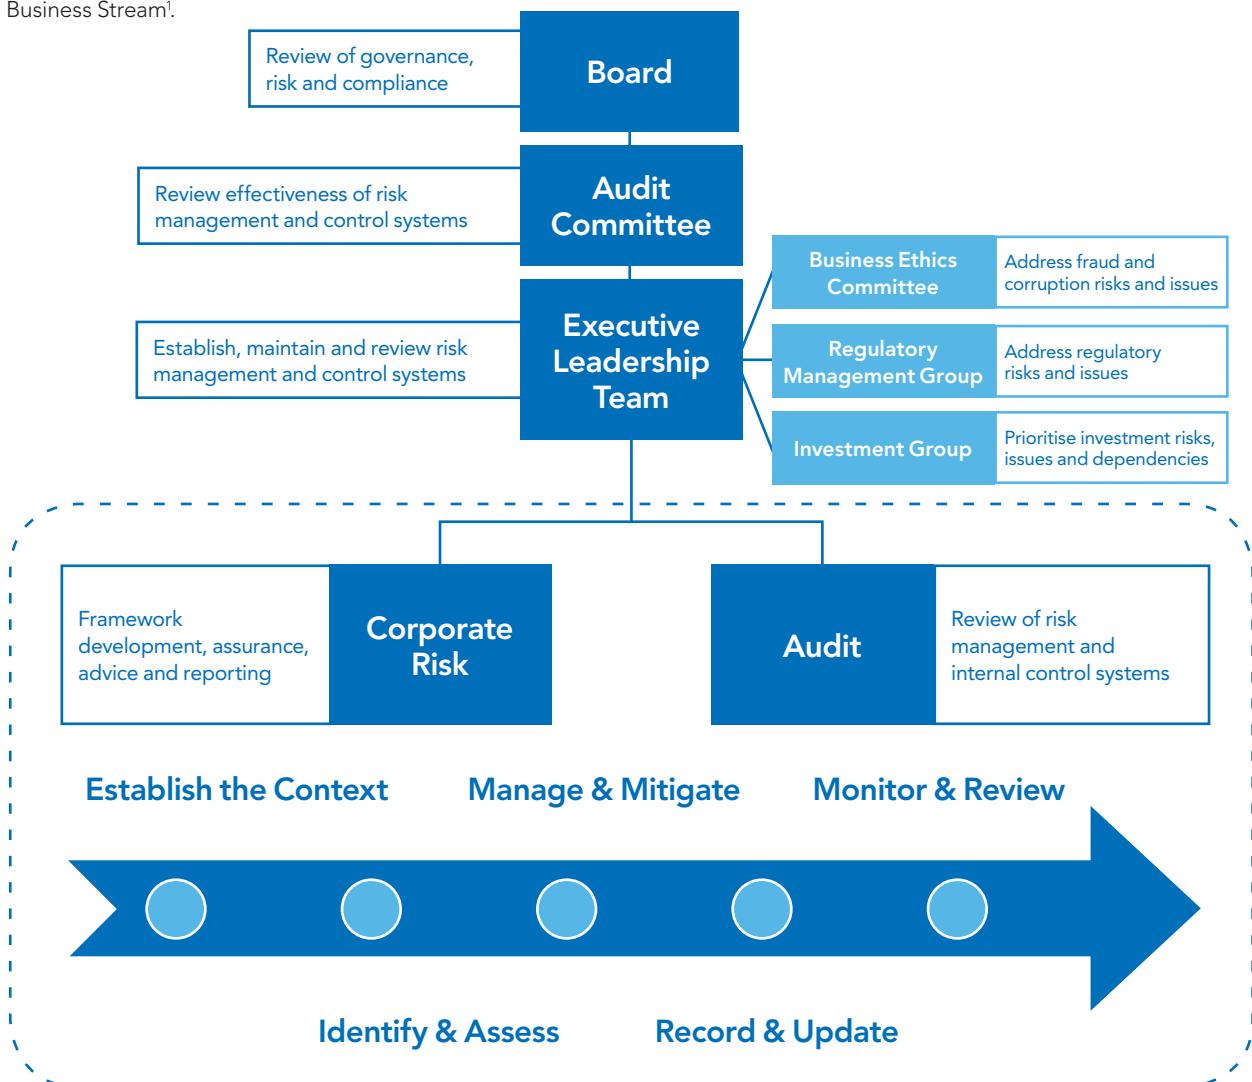 Business Stream¹.
Review of governance,
risk and compliance
Board
Review effectiveness of risk
management and control systems
Audit
Committee
Establish, maintain and review risk
management and control systems
Executive
Leadership
Team
Business Ethics
Committee
Address fraud and
corruption risks and issues
Regulatory
Management Group
Address regulatory
risks and issues
Investment Group
Prioritise investment risks,
issues and dependencies
Framework
development, assurance,
advice and reporting
Corporate
Risk
Audit
Review of risk
management and
internal control systems
Establish the Context
Manage & Mitigate
Monitor & Review
Identify & Assess
Record & Update